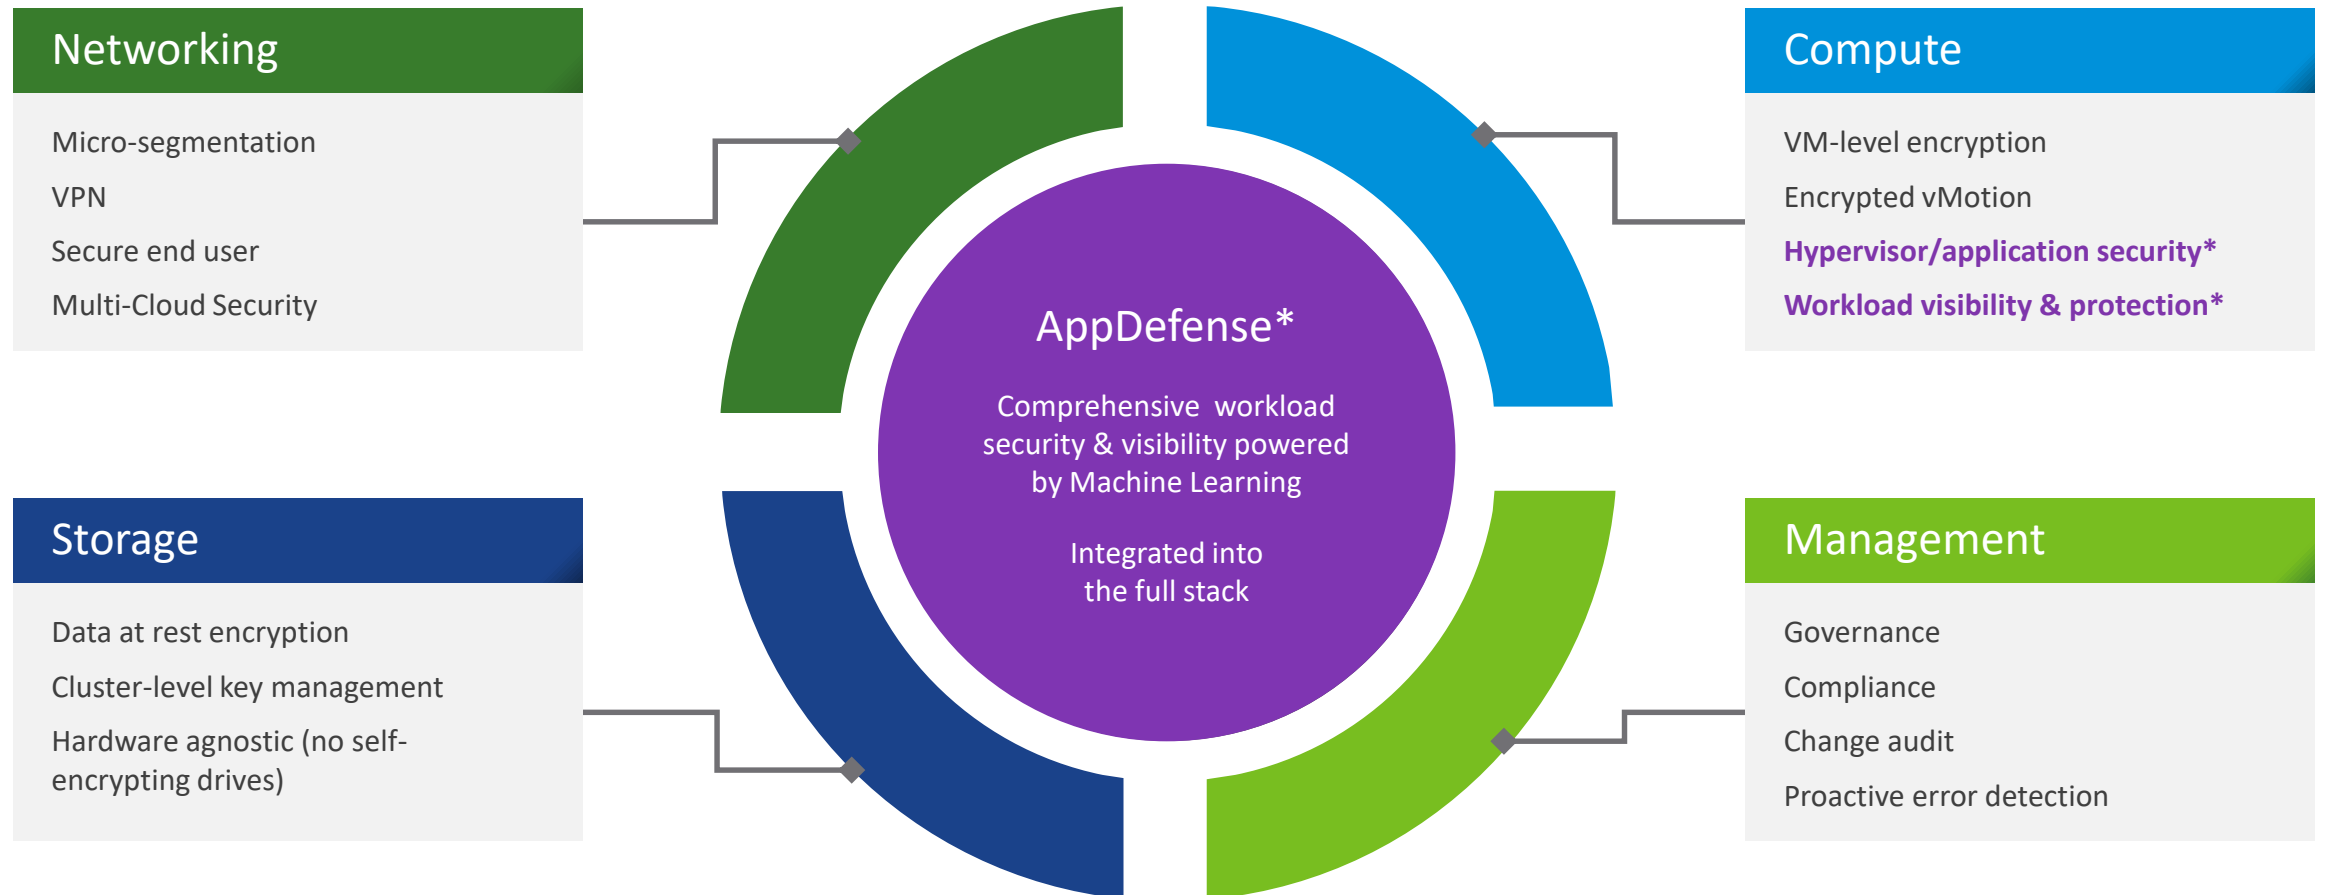 Networking
Micro-segmentation
VPN
Secure end user
Multi-Cloud Security
Compute
VM-level encryption
Encrypted vMotion
Hypervisor/application security*
Workload visibility & protection*
AppDefense*
Comprehensive workload
security & visibility powered
by Machine Learning
Integrated into
the full stack
Storage
Data at rest encryption
Cluster-level key management
Hardware agnostic (no self-
encrypting drives)
Management
Governance
Compliance
Change audit
Proactive error detection